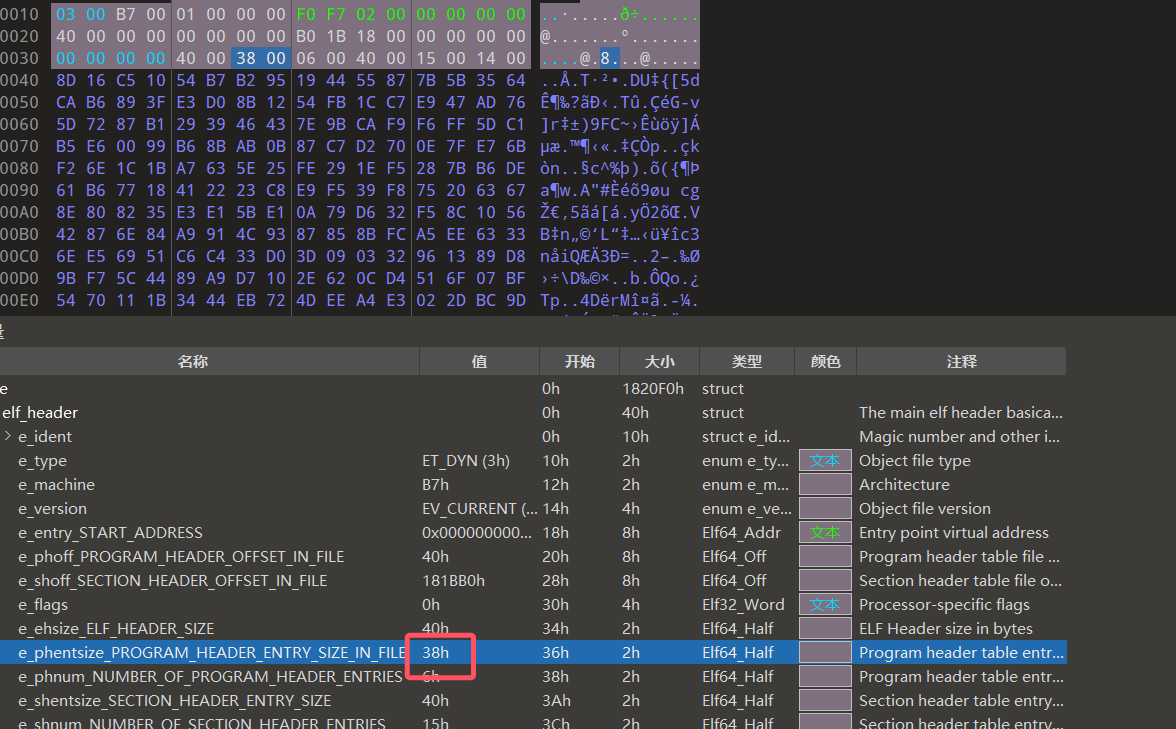 0010 03 00 B7 00 01 00 00 00 F0 F7 02 00 00 00 00 00 ..·.....ð÷......
0020 40 00 00 00 00 00 00 00 B0 1B 18 00 00 00 00 00 @.......°.......
0030 00 00 00 00 40 00 38 00 06 00 40 00 15 00 14 00 ....@.8...@.....
0040 8D 16 C5 10 54 B7 B2 95 19 44 55 87 7B 5B 35 64 ..Å.T·²•.DU‡{[5d
0050 CA B6 89 3F E3 D0 8B 12 54 FB 1C C7 E9 47 AD 76 Ê¶‰?ãÐ‹.Tû.ÇéG-v
0060 5D 72 87 B1 29 39 46 43 7E 9B CA F9 F6 FF 5D C1 ]r‡±)9FC~›Êùöÿ]Á
0070 B5 E6 00 99 B6 8B AB 0B 87 C7 D2 70 0E 7F E7 6B µæ.™¶‹«.‡ÇÒp..çk
0080 F2 6E 1C 1B A7 63 5E 25 FE 29 1E F5 28 7B B6 DE òn..§c^%þ).õ({¶Þ
0090 61 B6 77 18 41 22 23 C8 E9 F5 39 F8 75 20 63 67 a¶w.A"#Èéõ9øu cg
00A0 8E 80 82 35 E3 E1 5B E1 0A 79 D6 32 F5 8C 10 56 Ž€‚5ãá[á.yÖ2õŒ.V
00B0 42 87 6E 84 A9 91 4C 93 87 85 8B FC A5 EE 63 33 B‡n„©‘L“‡…‹ü¥îc3
00C0 6E E5 69 51 C6 C4 33 D0 3D 09 03 32 96 13 89 D8 nåiQÆÄ3Ð=..2–.‰Ø
00D0 9B F7 5C 44 89 A9 D7 10 2E 62 0C D4 51 6F 07 BF ›÷\D‰©×..b.ÔQo.¿
00E0 54 70 11 1B 34 44 EB 72 4D EE A4 E3 02 2D BC 9D Tp..4DërMî¤ã.-¼.
名称 值 开始 大小 类型 颜色 注释
e 0h 1820F0h struct
elf_header 0h 40h struct The main elf header basica...
> e_ident 0h 10h struct e_id... Magic number and other i...
e_type ET_DYN (3h) 10h 2h enum e_ty... 文本 Object file type
e_machine B7h 12h 2h enum e_m... Architecture
e_version EV_CURRENT (... 14h 4h enum e_ve... Object file version
e_entry_START_ADDRESS 0x000000000... 18h 8h Elf64_Addr 文本 Entry point virtual address
e_phoff_PROGRAM_HEADER_OFFSET_IN_FILE 40h 20h 8h Elf64_Off Program header table file ...
e_shoff_SECTION_HEADER_OFFSET_IN_FILE 181BB0h 28h 8h Elf64_Off Section header table file o...
e_flags 0h 30h 4h Elf32_Word 文本 Processor-specific flags
e_ehsize_ELF_HEADER_SIZE 40h 34h 2h Elf64_Half ELF Header size in bytes
e_phentsize_PROGRAM_HEADER_ENTRY_SIZE_IN_FILE 38h 36h 2h Elf64_Half Program header table entr...
e_phnum_NUMBER_OF_PROGRAM_HEADER_ENTRIES 6h 38h 2h Elf64_Half Program header table entr...
e_shentsize_SECTION_HEADER_ENTRY_SIZE 40h 3Ah 2h Elf64_Half Section header table entry...
e_shnum_NUMBER_OF_SECTION_HEADER_ENTRIES 15h 3Ch 2h Elf64_Half Section header table entry...